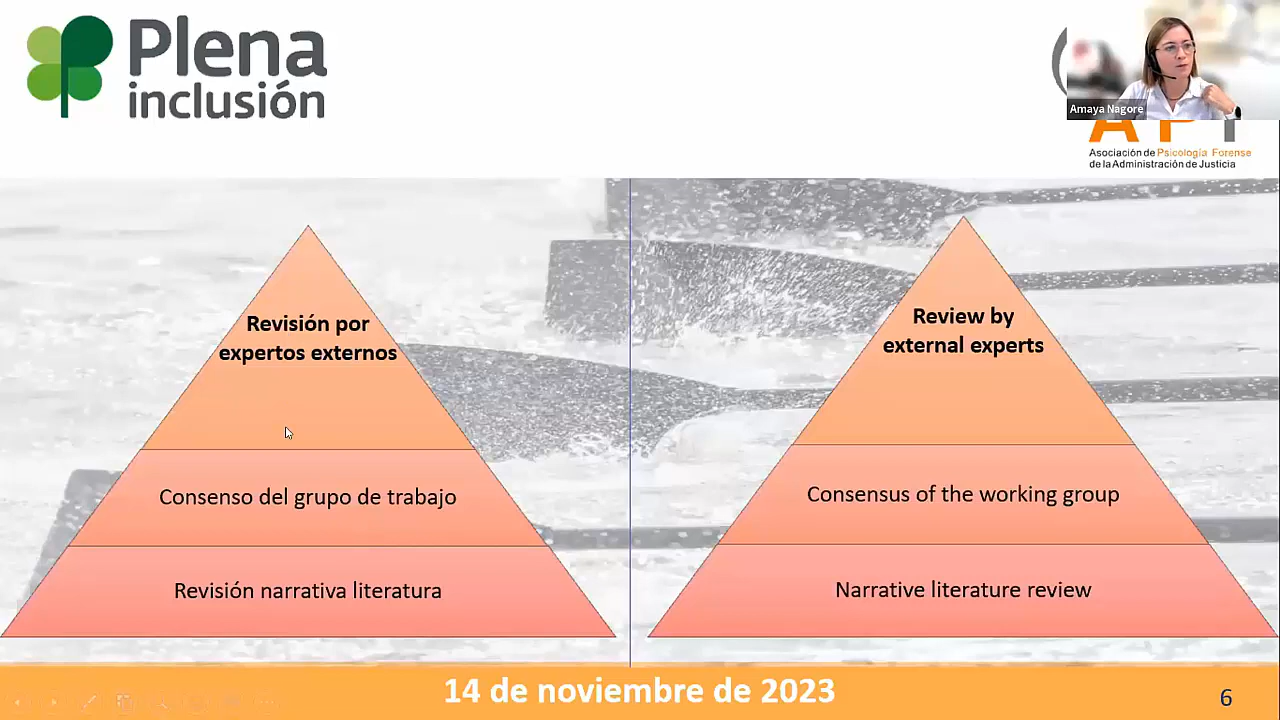 Plena
inclusión
Amaya Nagore
Asociación de Psicología Forense
de la Administración de Justicia
Revisión por
expertos externos
Consenso del grupo de trabajo
Revisión narrativa literatura
Review by
external experts
Consensus of the working group
Narrative literature review
14 de noviembre de 2023
6